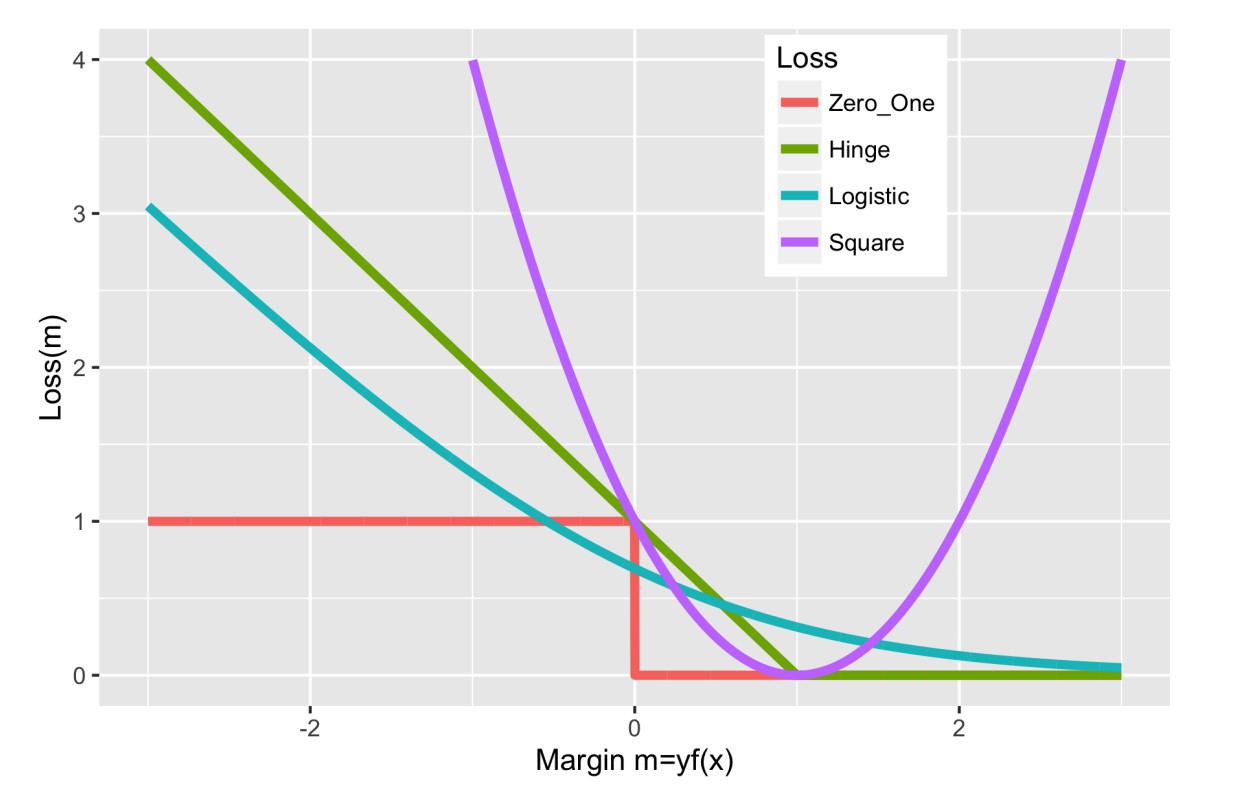 Loss
Zero_One
Hinge
Logistic
Square
4
3
2
1
0
Loss(m)
-2
0
2
Margin m=yf(x)